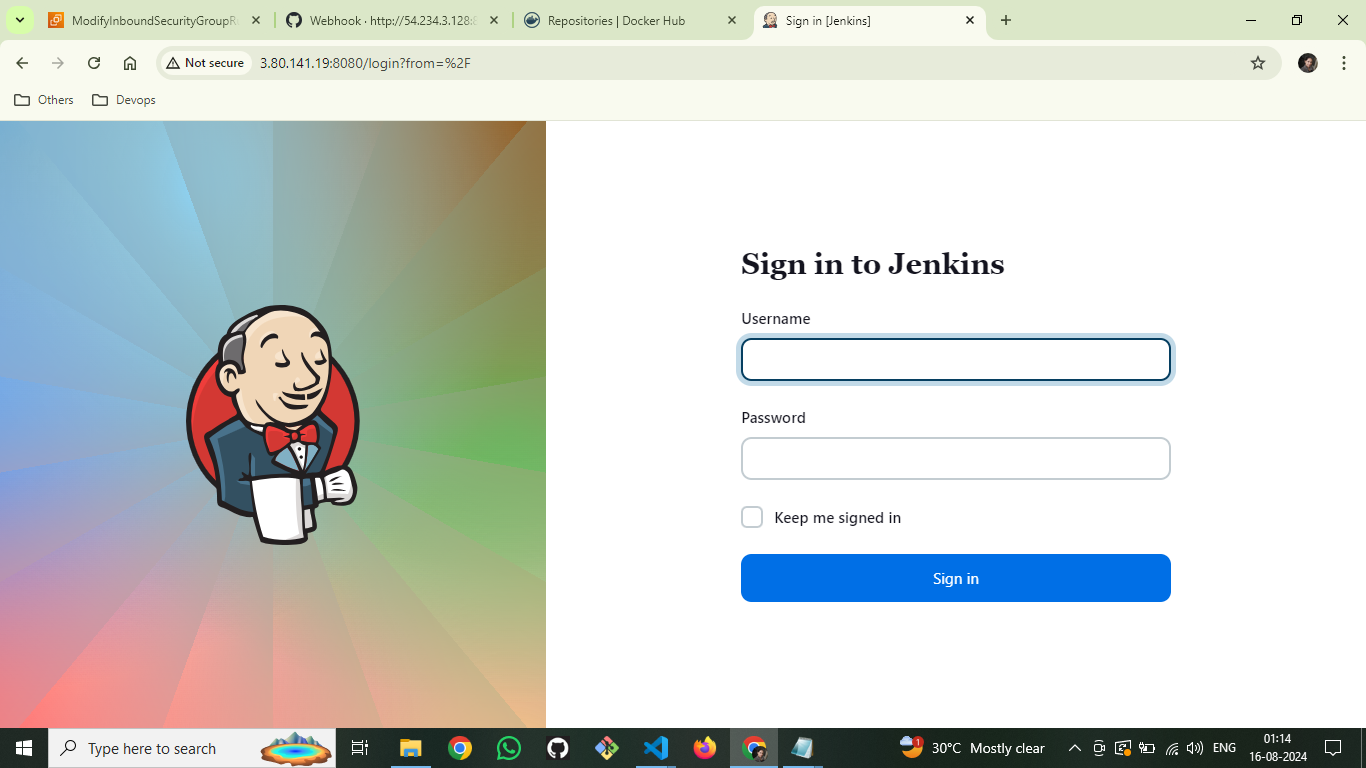 ModifyInboundSecurityGroupRu
Webhook · http://54.234.3.128:8
Repositories | Docker Hub
Sign in [Jenkins]
Not secure
3.80.141.19:8080/login?from=%2F
Others
Devops
Sign in to Jenkins
Username
Password
Keep me signed in
Sign in
Type here to search
1
30°C Mostly clear
ENG
01:14
16-08-2024